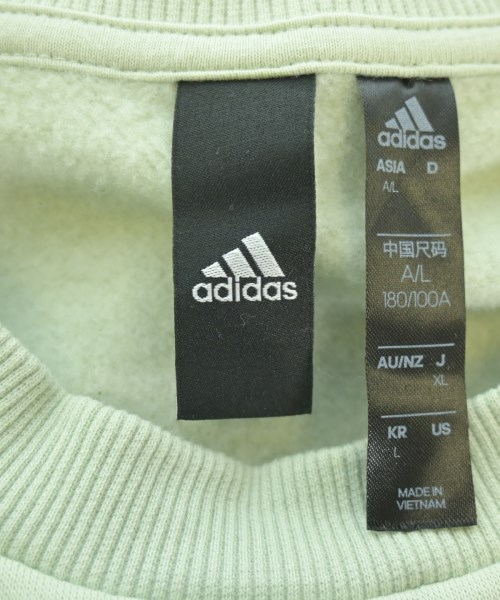 adidas
adidas
ASIA D
A/L
中国尺码
A/L
180/100A
AU/NZ J
XL
KR US
L
MADE IN
VIETNAM